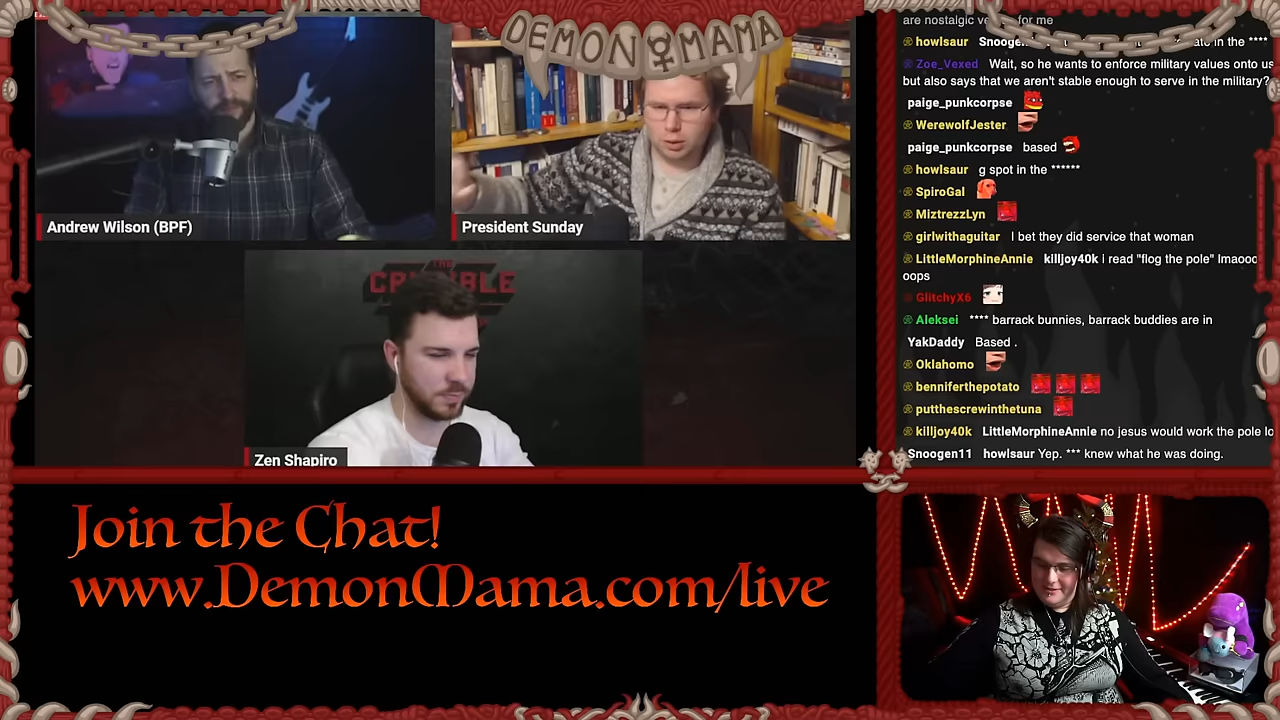 DEMON MAMA
Andrew Wilson (BPF)
President Sunday
THE
Zen Shapiro
Join the Chat!
www.DemonMama.com/live
are nostalgic for me
howlsaur in the ****
Zoe_Vexed Wait, so he wants to enforce military values onto us
but also says that we aren't stable enough to serve in the military?
paige_punkcorpse
WerewolfJester
paige_punkcorpse based
howlsaur g spot in the ******
SpiroGal
MiztrezzLyn
girlwithaguitar I bet they did service that woman
LittleMorphineAnnie killjoy40k I read "flog the pole" lmaooo
oops
GlitchyX6
Aleksei **** barrack bunnies, barrack buddies are in
YakDaddy Based .
Oklahomo
benniferthepotato
putthescrewinthetuna
killjoy40k LittleMorphineAnnie no jesus would work the pole lo
Snoogen11 howlsaur Yep. *** knew what he was doing.